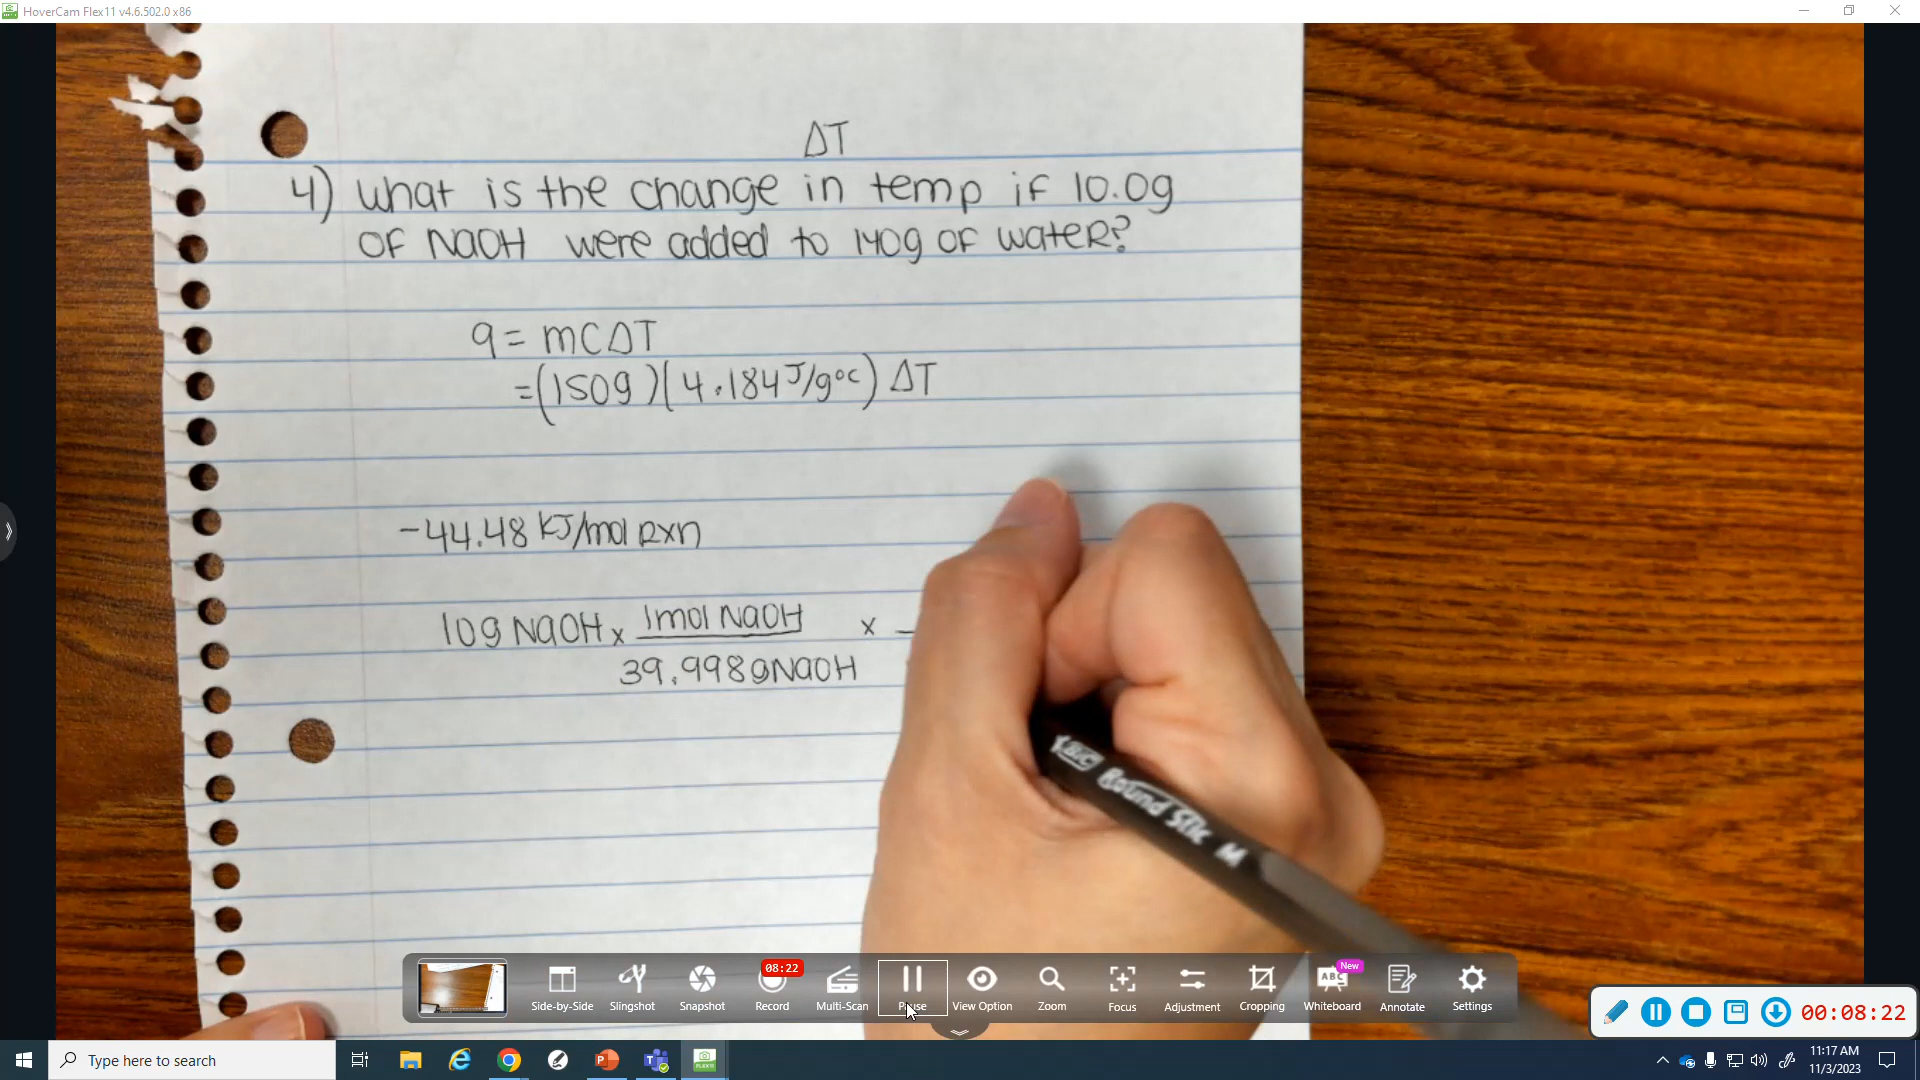 HoverCam Flex11 v4.6.502.0 x86
ΔT
4) What is the change in temp if 10.0g
of NaOH were added to 140g of water?
q = mCΔT
=(150g)(4.184 J/g°C) ΔT
-44.48 kJ/mol rxn
10g NaOH x 1mol NaOH x
39.998gNaOH
BIC Round Stic M
08:22
New
ABC
Side-by-Side Slingshot Snapshot Record Multi-Scan Pause View Option Zoom Focus Adjustment Cropping Whiteboard Annotate Settings
00:08:22
Type here to search
FLEX11
11:17 AM
11/3/2023